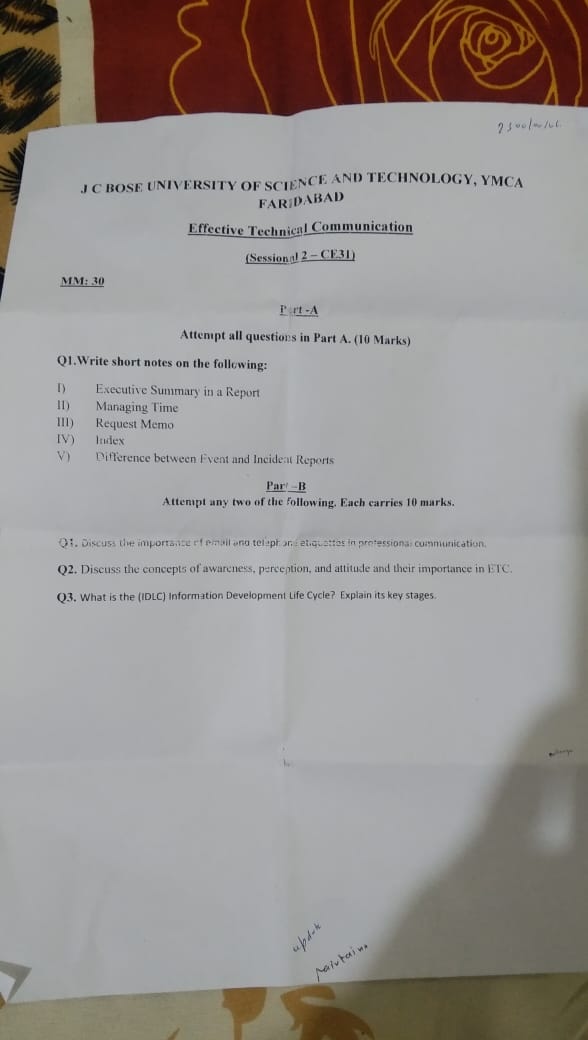 J C BOSE UNIVERSITY OF SCIENCE AND TECHNOLOGY, YMCA
FARIDABAD
Effective Technical Communication
(Sessional 2 – CE31)
MM: 30
Part -A
Attempt all questions in Part A. (10 Marks)
Q1.Write short notes on the following:
I) Executive Summary in a Report
II) Managing Time
III) Request Memo
IV) Index
V) Difference between Event and Incident Reports
Part –B
Attempt any two of the following. Each carries 10 marks.
Q1. Discuss the importance of email and telephone etiquettes in professional communication.
Q2. Discuss the concepts of awareness, perception, and attitude and their importance in ETC.
Q3. What is the (IDLC) Information Development Life Cycle? Explain its key stages.